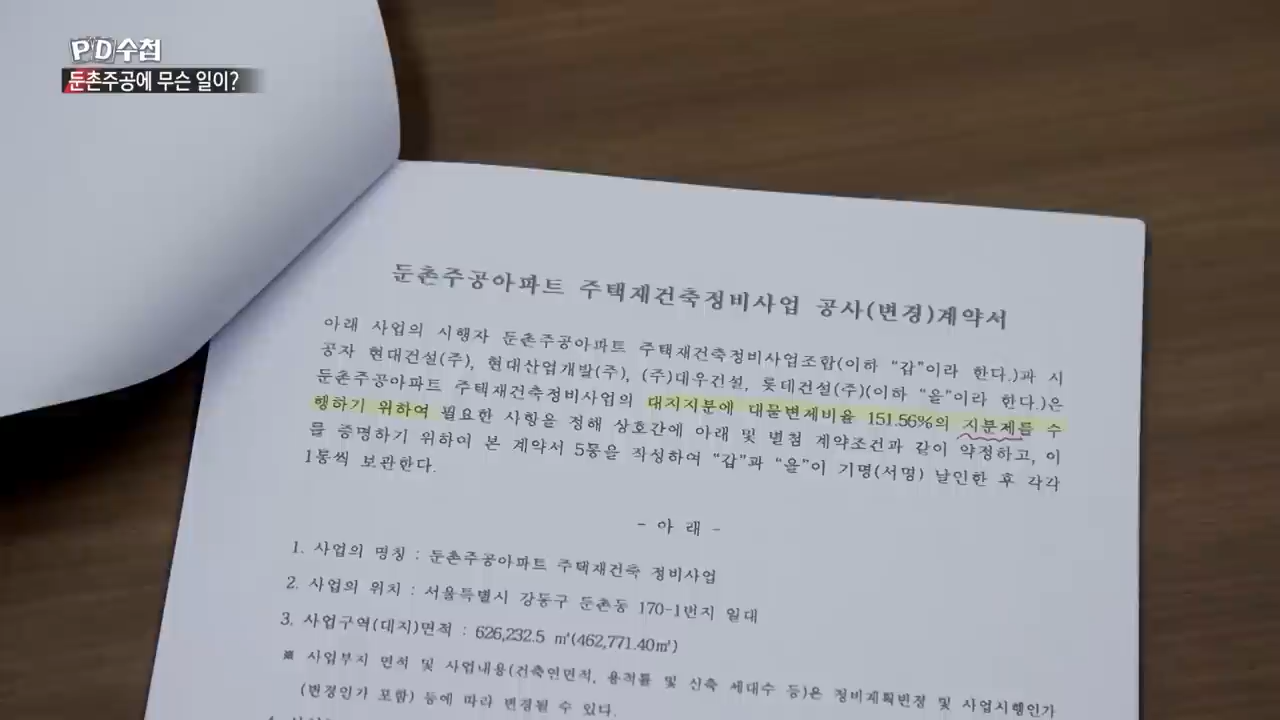 PD수첩
둔촌주공에 무슨 일이?
둔촌주공아파트 주택재건축정비사업 공사(변경)계약서
아래 사업의 시행자 둔촌주공아파트 주택재건축정비사업조합(이하 “갑”이라 한다.)과 시
공자 현대건설(주), 현대산업개발(주), (주)대우건설, 롯데건설(주)(이하 “을”이라 한다.)은
둔촌주공아파트 주택재건축정비사업의 대지지분에 대물변제비율 151.56%의 지분제를 수
행하기 위하여 필요한 사항을 정해 상호간에 아래 및 별첨 계약조건과 같이 약정하고, 이
를 증명하기 위하여 본 계약서 5통을 작성하여 “갑”과 “을”이 기명(서명) 날인한 후 각각
1통씩 보관한다.
- 아 래 -
1. 사업의 명칭 : 둔촌주공아파트 주택재건축 정비사업
2. 사업의 위치 : 서울특별시 강동구 둔촌동 170-1번지 일대
3. 사업구역(대지)면적 : 626,232.5 ㎡(462,771.40㎡)
※ 사업부지 면적 및 사업내용(건축연면적, 용적률 및 신축 세대수 등)은 정비계획변경 및 사업시행인가
(변경인가 포함) 등에 따라 변경될 수 있다.